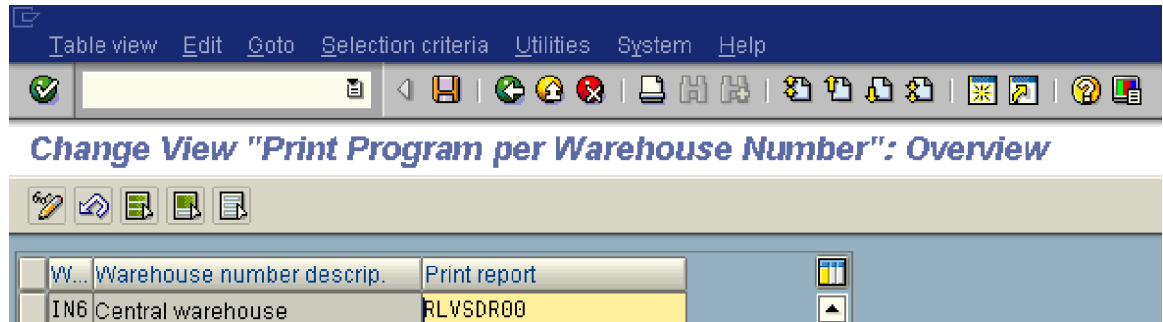 Table view Edit Goto Selection criteria Utilities System Help
Change View "Print Program per Warehouse Number": Overview
W... Warehouse number descrip. Print report
IN6 Central warehouse RLVSDR00